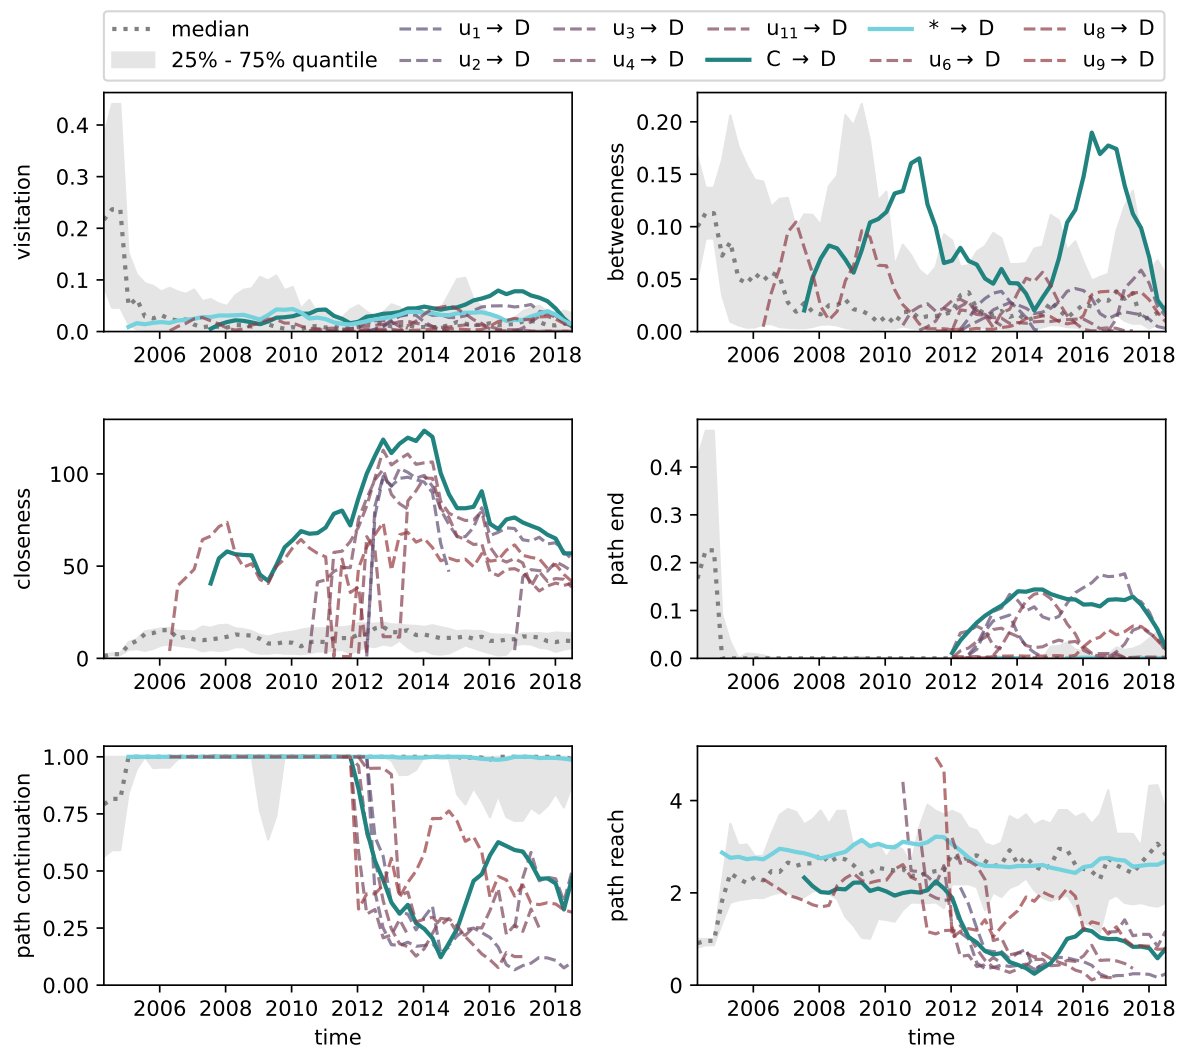 median
25% - 75% quantile
u₁→ D
u₂→ D
u₃→ D
u₄→ D
u₁₁→ D
C → D
* → D
u₆→ D
u₈→ D
u₉→ D
visitation
0.4
0.3
0.2
0.1
0.0
2006 2008 2010 2012 2014 2016 2018
betweenness
0.20
0.15
0.10
0.05
0.00
2006 2008 2010 2012 2014 2016 2018
closeness
100
50
0
2006 2008 2010 2012 2014 2016 2018
path end
0.4
0.3
0.2
0.1
0.0
2006 2008 2010 2012 2014 2016 2018
path continuation
1.00
0.75
0.50
0.25
0.00
2006 2008 2010 2012 2014 2016 2018
time
path reach
4
2
0
2006 2008 2010 2012 2014 2016 2018
time